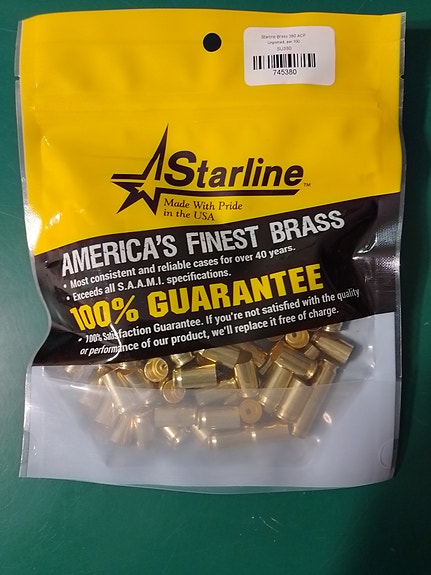 Starline Brass 380 ACP
Unprimed, per 100
SU380
745380
Starline™
Made With Pride
in the USA
AMERICA'S FINEST BRASS
• Most consistent and reliable cases for over 40 years.
• Exceeds all S.A.A.M.I. specifications.
100% GUARANTEE
• 100% Satisfaction Guarantee. If you're not satisfied with the quality
or performance of our product, we'll replace it free of charge.